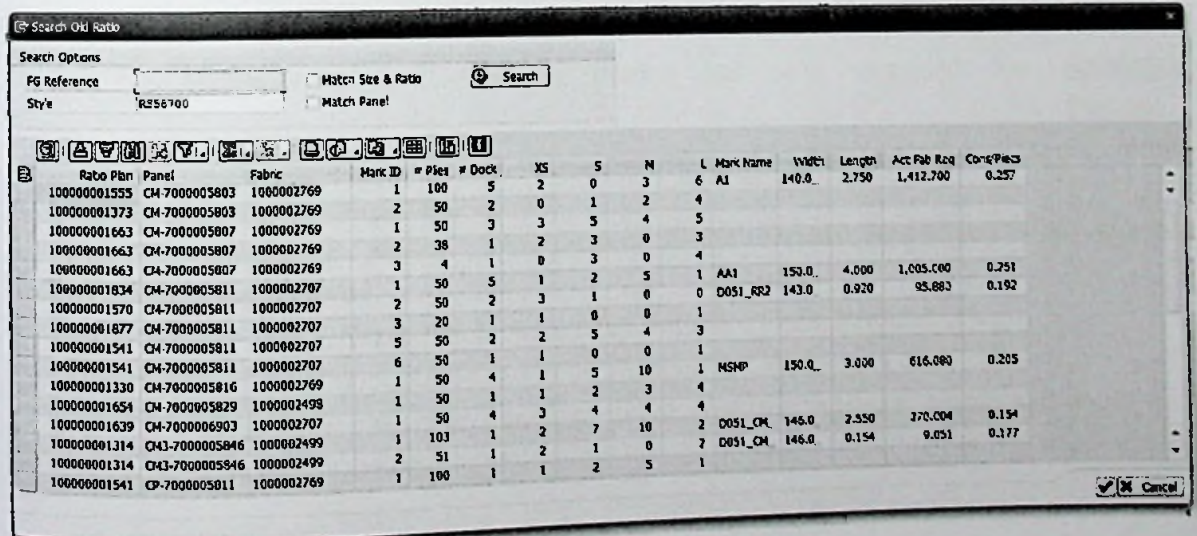 Search Old Ratio
Search Options
FG Reference Match Size & Ratio Search
Style RS56700 Match Panel
Ratio Plan Panel Fabric Mark ID # Plies # Dock XS S M L Mark Name Width Length Act Fab Req Cons/Piecs
100000001555 CM-7000005803 1000002769 1 100 5 2 0 3 6 A1 140.0_ 2.750 1,412.700 0.257
100000001373 CM-7000005803 1000002769 2 50 2 0 1 2 4
100000001663 CM-7000005807 1000002769 1 50 3 3 5 4 5
100000001663 CM-7000005807 1000002769 2 38 1 2 3 0 3
100000001663 CM-7000005807 1000002769 3 4 1 0 3 0 4
100000001834 CM-7000005811 1000002707 1 50 5 1 2 5 1 AA1 150.0_ 4.000 1,005.000 0.251
100000001570 CM-7000005811 1000002707 2 50 2 3 1 0 0 D051_RR2 143.0 0.920 95.880 0.192
100000001877 CM-7000005811 1000002707 3 20 1 1 0 0 1
100000001541 CM-7000005811 1000002707 5 50 2 2 5 4 3
100000001541 CM-7000005811 1000002707 6 50 1 1 0 0 1
100000001330 CM-7000005816 1000002769 1 50 4 1 5 10 1 MSMP 150.0_ 3.000 616.080 0.205
100000001654 CM-7000005829 1000002498 1 50 1 1 2 3 4
100000001639 CM-7000006903 1000002707 1 50 4 3 4 4 4
100000001314 CM3-7000005846 1000002499 1 103 1 2 7 10 2 D051_CM_ 146.0 2.550 270.004 0.154
100000001314 CM3-7000005846 1000002499 2 51 1 2 1 0 2 D051_CM_ 146.0 0.154 9.051 0.177
100000001541 CP-7000005811 1000002769 1 100 1 1 2 5 1
Cancel